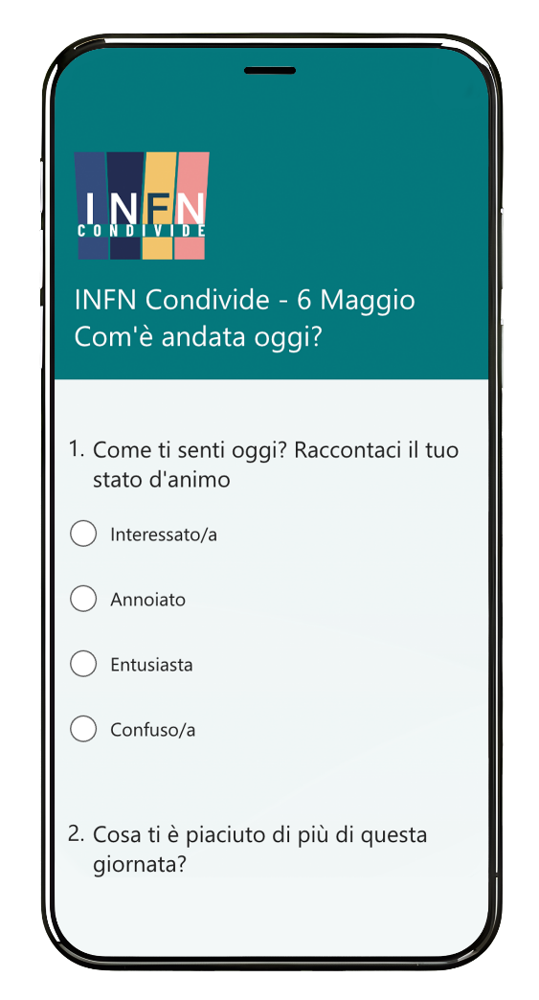 INFN
CONDIVIDE
INFN Condivide - 6 Maggio
Com'è andata oggi?
1. Come ti senti oggi? Raccontaci il tuo
stato d'animo
Interessato/a
Annoiato
Entusiasta
Confuso/a
2. Cosa ti è piaciuto di più di questa
giornata?